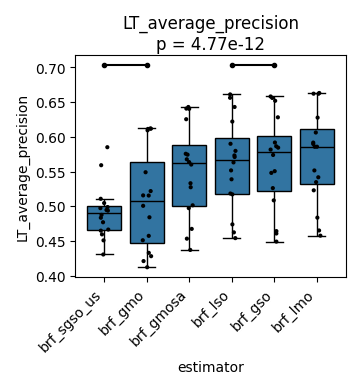 LT_average_precision
p = 4.77e-12
LT_average_precision
0.70
0.65
0.60
0.55
0.50
0.45
0.40
brf_sgso_us
brf_gmo
brf_gmosa
brf_lso
brf_gso
brf_lmo
estimator